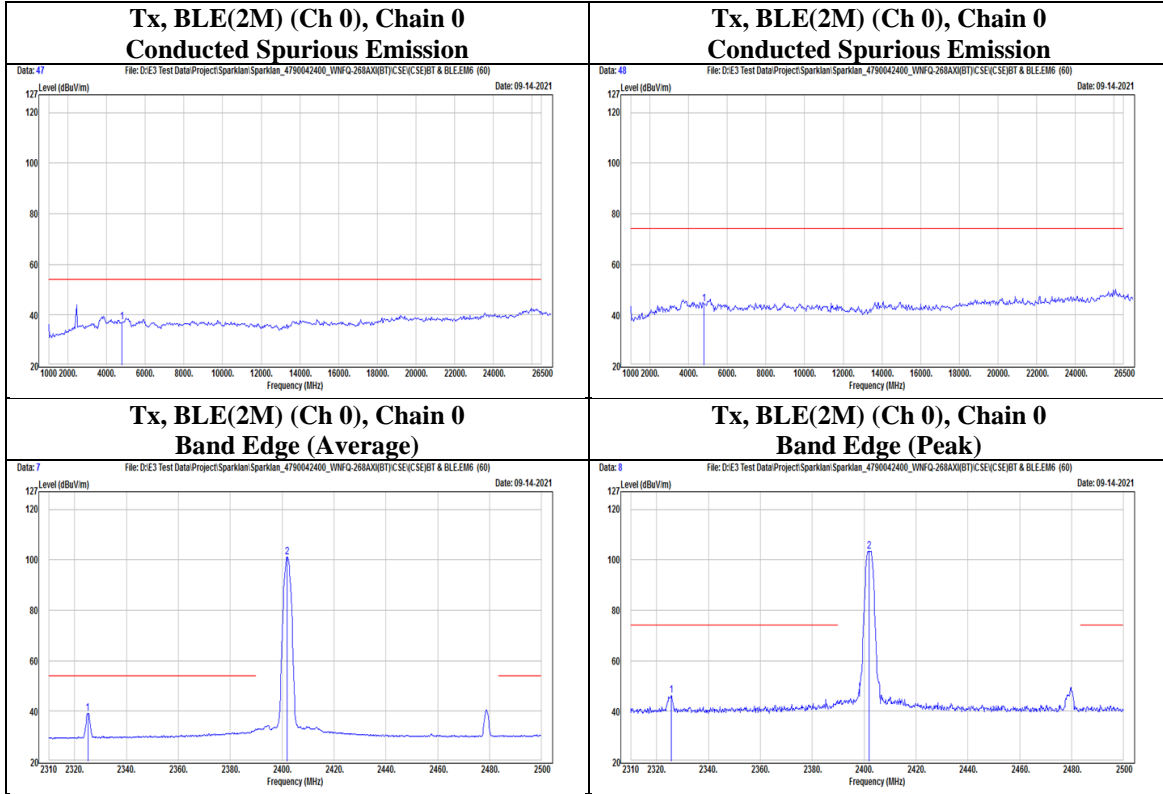 Tx, BLE(2M) (Ch 0), Chain 0
Conducted Spurious Emission
Tx, BLE(2M) (Ch 0), Chain 0
Conducted Spurious Emission
Data: 47 File: D:\E3 Test Data\Project\Sparklan\Sparklan_4790042400_WNFQ-268AXI(BT)\CSE\(CSE)BT & BLE.EM6 (60)
127 Level (dBuV/m) Date: 09-14-2021
120
100
80
60
40
20
1
1000 2000. 4000. 6000. 8000. 10000. 12000. 14000. 16000. 18000. 20000. 22000. 24000. 26500
Frequency (MHz)
Data: 48 File: D:\E3 Test Data\Project\Sparklan\Sparklan_4790042400_WNFQ-268AXI(BT)\CSE\(CSE)BT & BLE.EM6 (60)
127 Level (dBuV/m) Date: 09-14-2021
120
100
80
60
40
20
1
1000 2000. 4000. 6000. 8000. 10000. 12000. 14000. 16000. 18000. 20000. 22000. 24000. 26500
Frequency (MHz)
Tx, BLE(2M) (Ch 0), Chain 0
Band Edge (Average)
Tx, BLE(2M) (Ch 0), Chain 0
Band Edge (Peak)
Data: 7 File: D:\E3 Test Data\Project\Sparklan\Sparklan_4790042400_WNFQ-268AXI(BT)\CSE\(CSE)BT & BLE.EM6 (60)
127 Level (dBuV/m) Date: 09-14-2021
120
100
80
60
40
20
1
2
2310 2320. 2340. 2360. 2380. 2400. 2420. 2440. 2460. 2480. 2500
Frequency (MHz)
Data: 8 File: D:\E3 Test Data\Project\Sparklan\Sparklan_4790042400_WNFQ-268AXI(BT)\CSE\(CSE)BT & BLE.EM6 (60)
127 Level (dBuV/m) Date: 09-14-2021
120
100
80
60
40
20
1
2
2310 2320. 2340. 2360. 2380. 2400. 2420. 2440. 2460. 2480. 2500
Frequency (MHz)